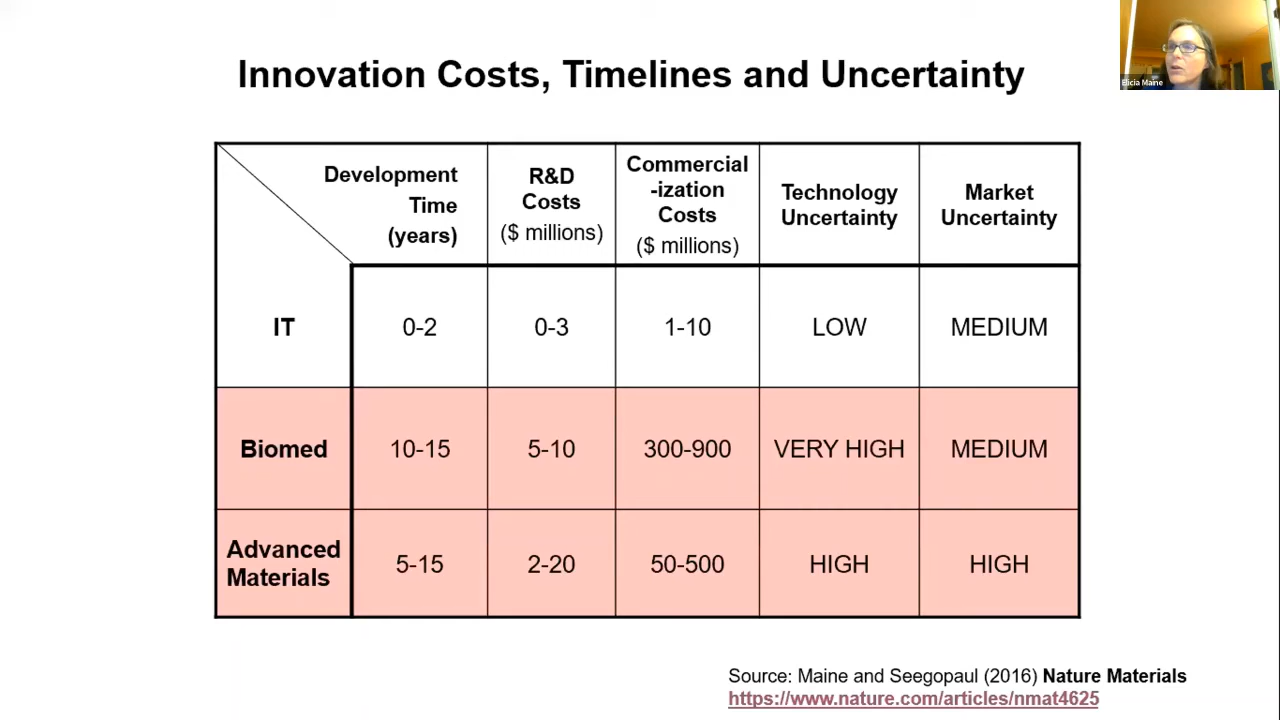 Innovation Costs, Timelines and Uncertainty
Elicia Maine
Development
Time
(years)
R&D
Costs
($ millions)
Commercial
-ization
Costs
($ millions)
Technology
Uncertainty
Market
Uncertainty
IT
0-2
0-3
1-10
LOW
MEDIUM
Biomed
10-15
5-10
300-900
VERY HIGH
MEDIUM
Advanced
Materials
5-15
2-20
50-500
HIGH
HIGH
Source: Maine and Seegopaul (2016) Nature Materials
https://www.nature.com/articles/nmat4625